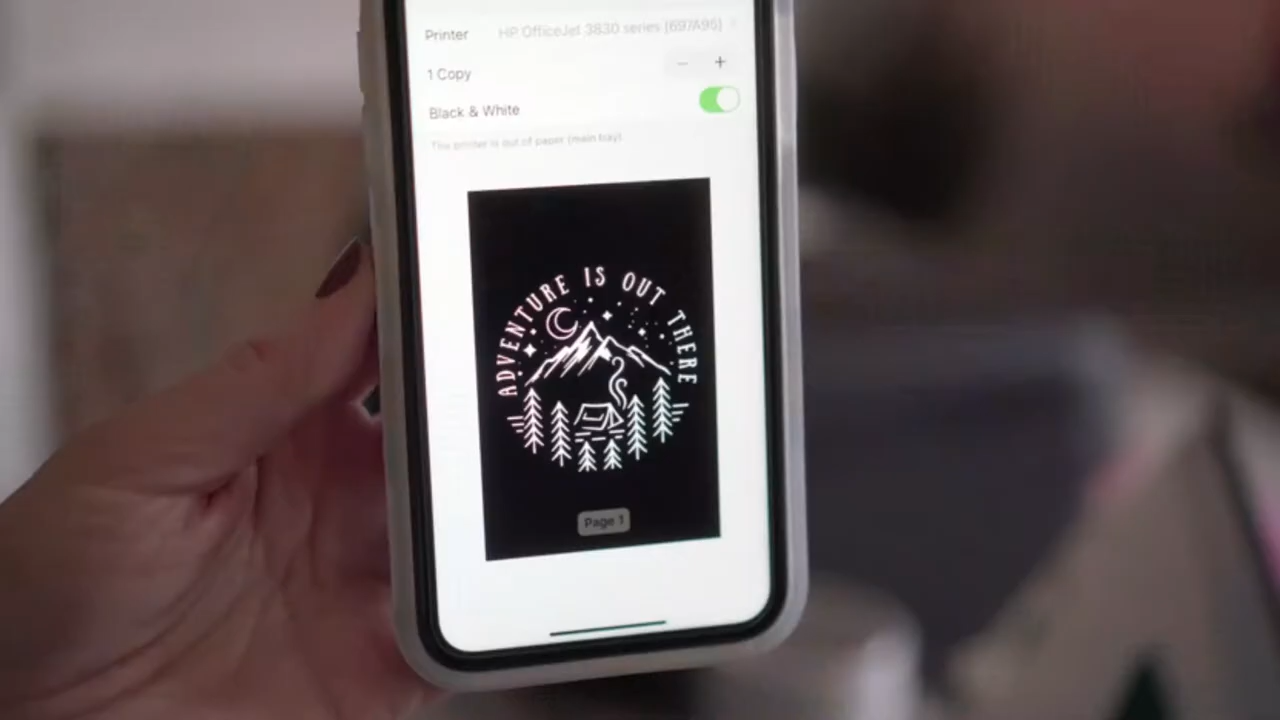 Printer HP OfficeJet 3830 series [697A96]
1 Copy − +
Black & White
The printer is out of paper (main tray)
ADVENTURE IS OUT THERE
Page 1